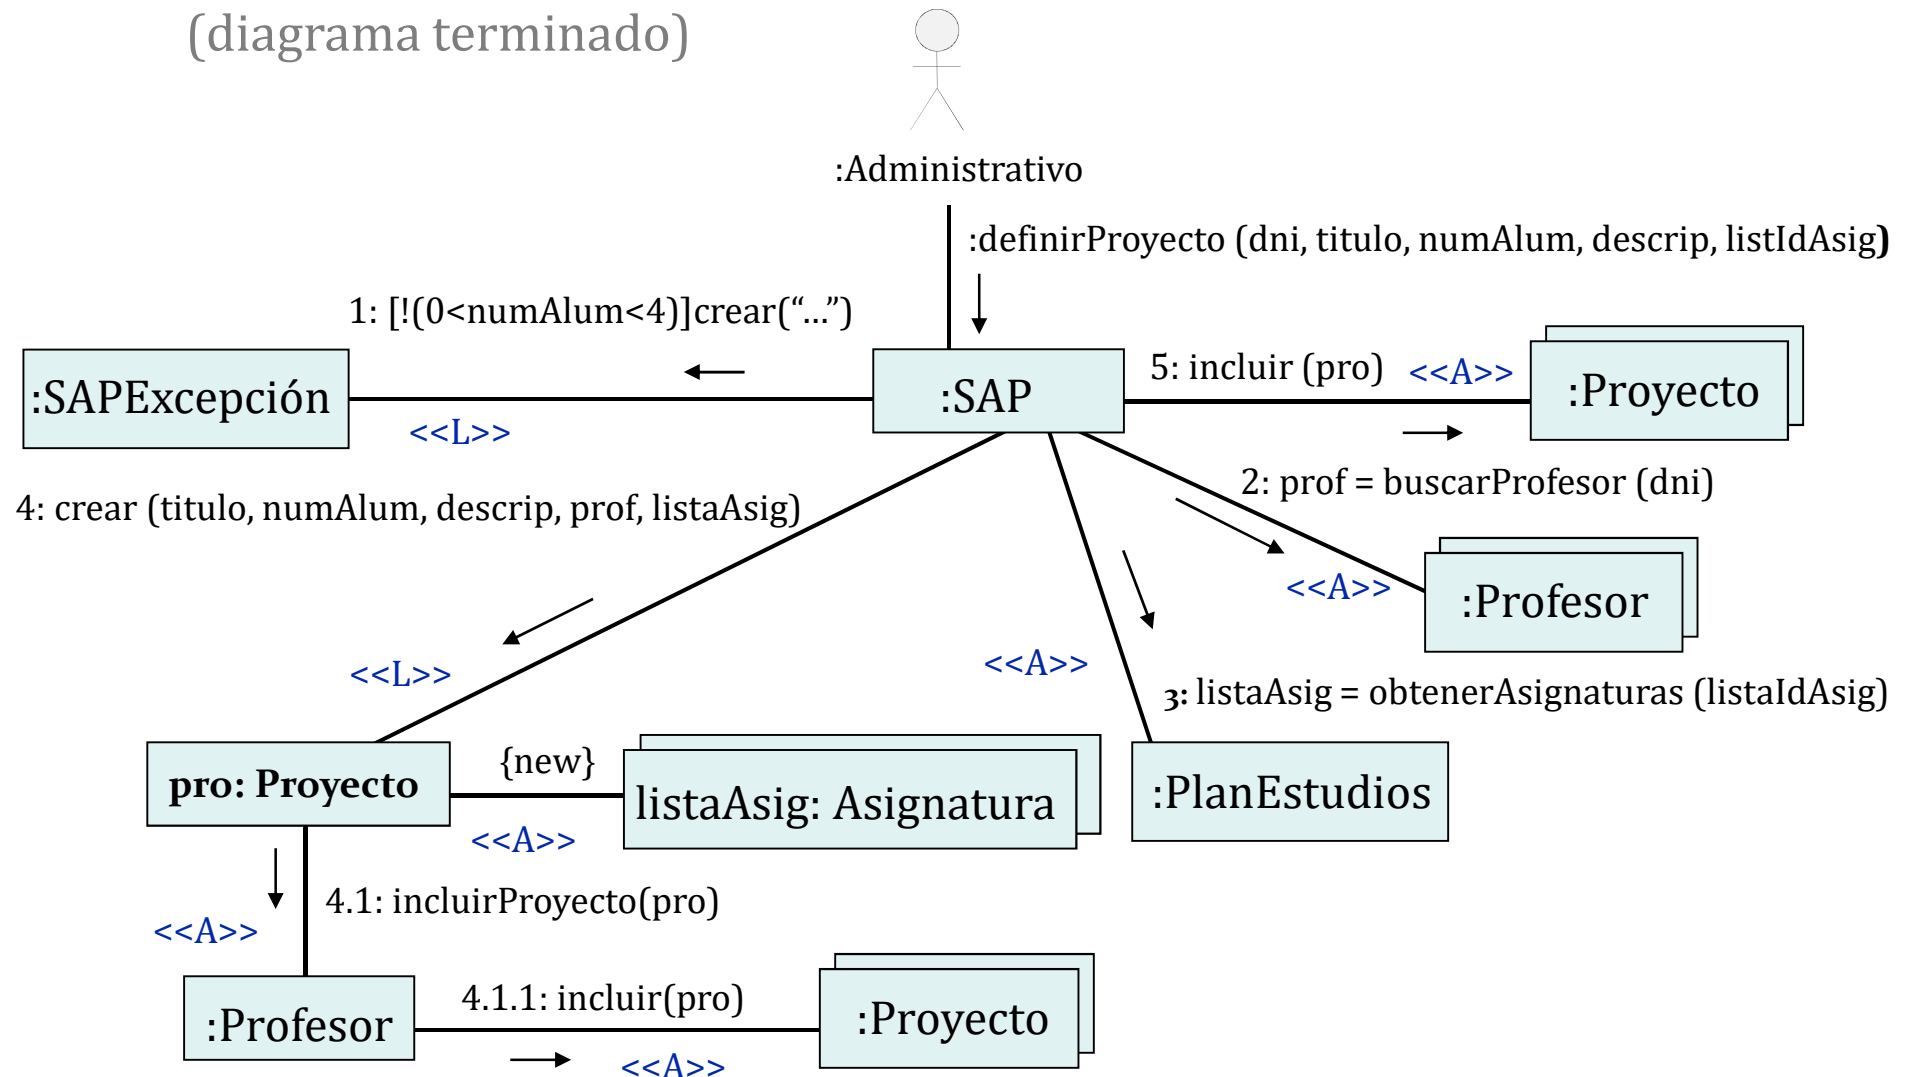 (diagrama terminado)
:Administrativo
:definirProyecto (dni, titulo, numAlum, descrip, listIdAsig)
1: [!(0<numAlum<4)]crear(“...”)
:SAPExcepción
<<L>>
:SAP
5: incluir (pro)
<<A>>
:Proyecto
2: prof = buscarProfesor (dni)
4: crear (titulo, numAlum, descrip, prof, listaAsig)
<<A>>
:Profesor
<<L>>
<<A>>
3: listaAsig = obtenerAsignaturas (listaIdAsig)
pro: Proyecto
{new}
<<A>>
listaAsig: Asignatura
:PlanEstudios
4.1: incluirProyecto(pro)
<<A>>
:Profesor
4.1.1: incluir(pro)
<<A>>
:Proyecto